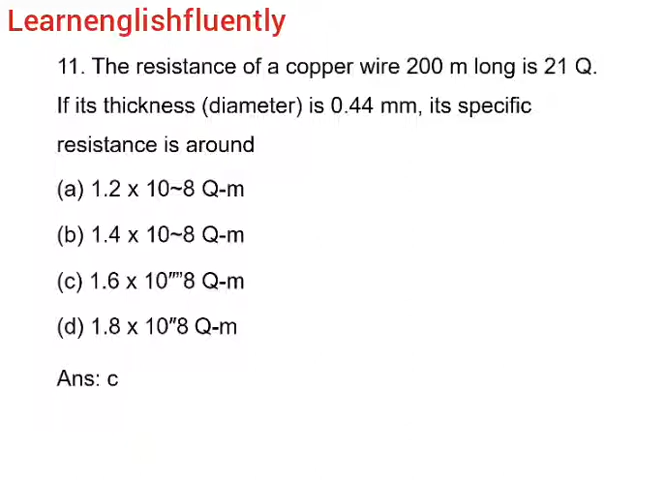 Learnenglishfluently
11. The resistance of a copper wire 200 m long is 21 Q.
If its thickness (diameter) is 0.44 mm, its specific
resistance is around
(a) 1.2 x 10~8 Q-m
(b) 1.4 x 10~8 Q-m
(c) 1.6 x 10""8 Q-m
(d) 1.8 x 10"8 Q-m
Ans: c